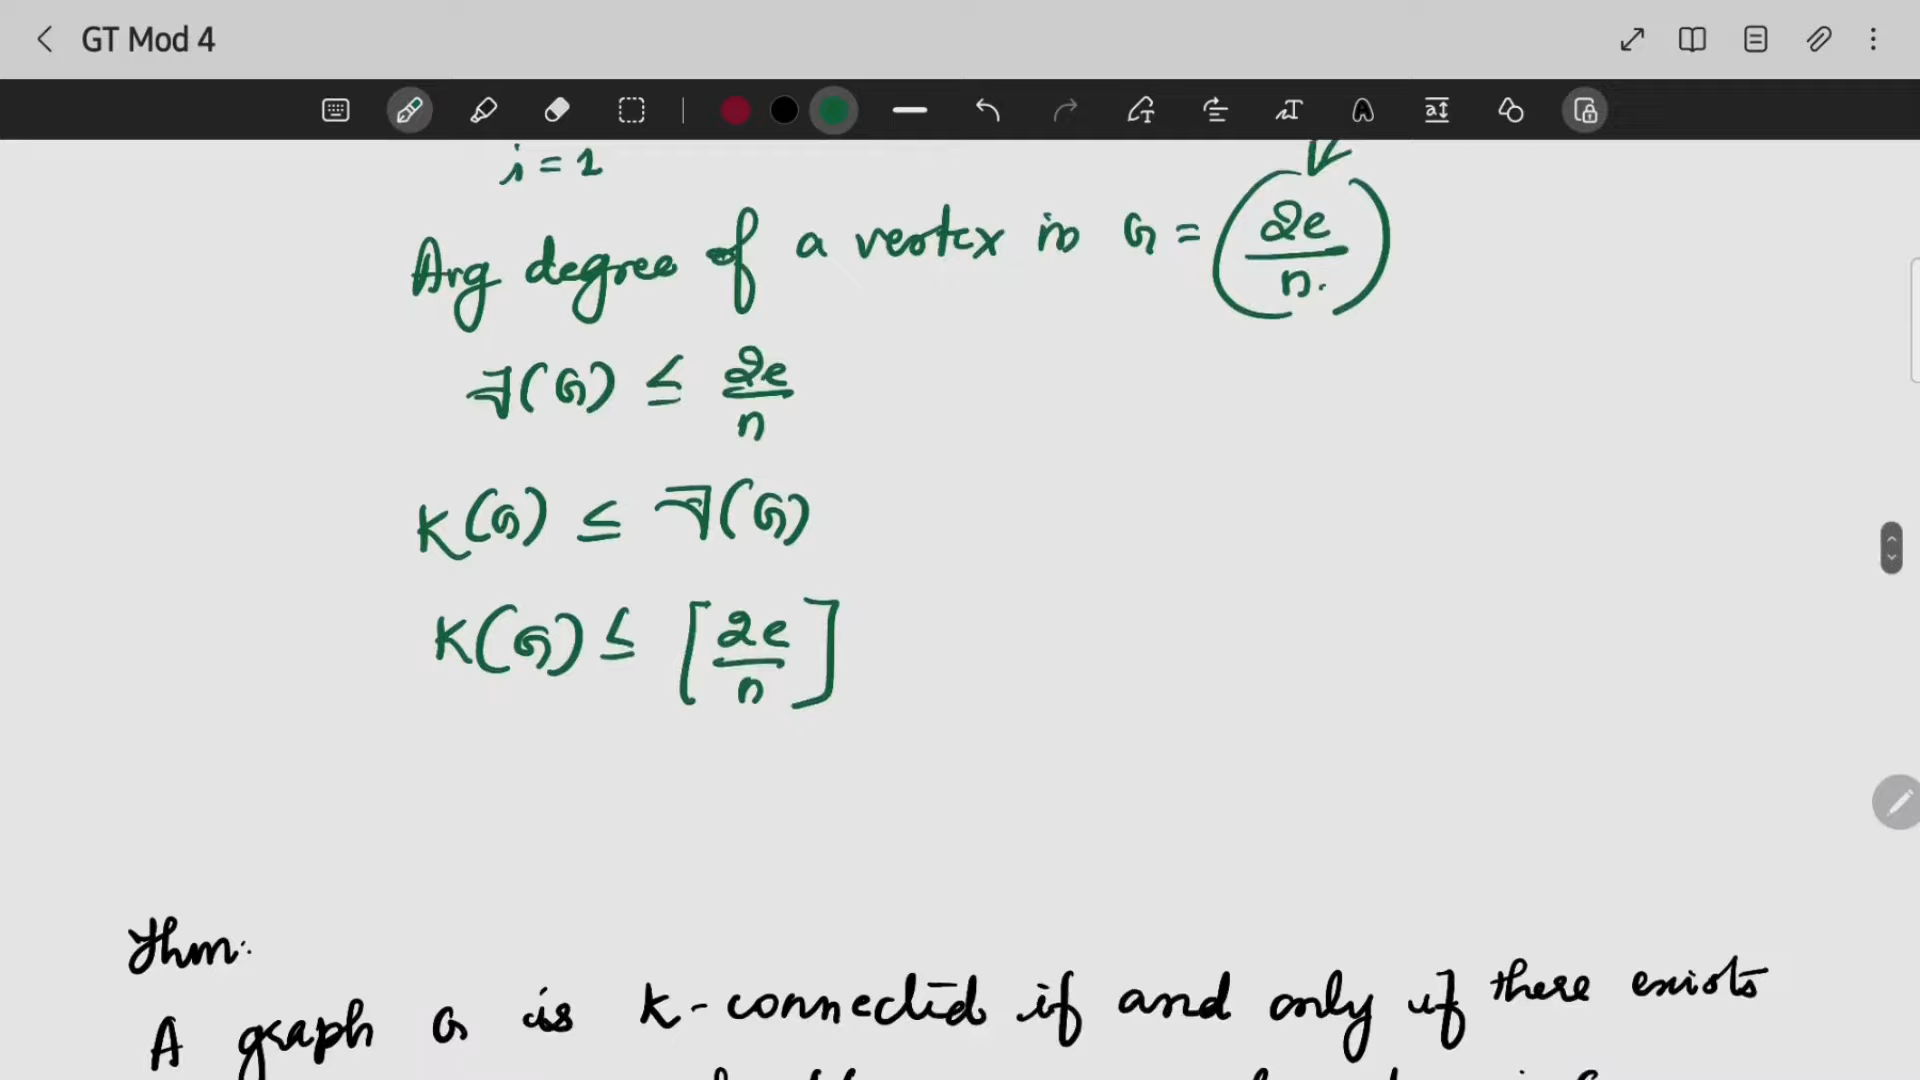 GT Mod 4
i = 1
Avg degree of a vertex in G = (2e/n)
(G) ≤ 2e/n
K(G) ≤ (G)
K(G) ≤ [2e/n]
Thm:
A graph G is K-connected if and only if there exists